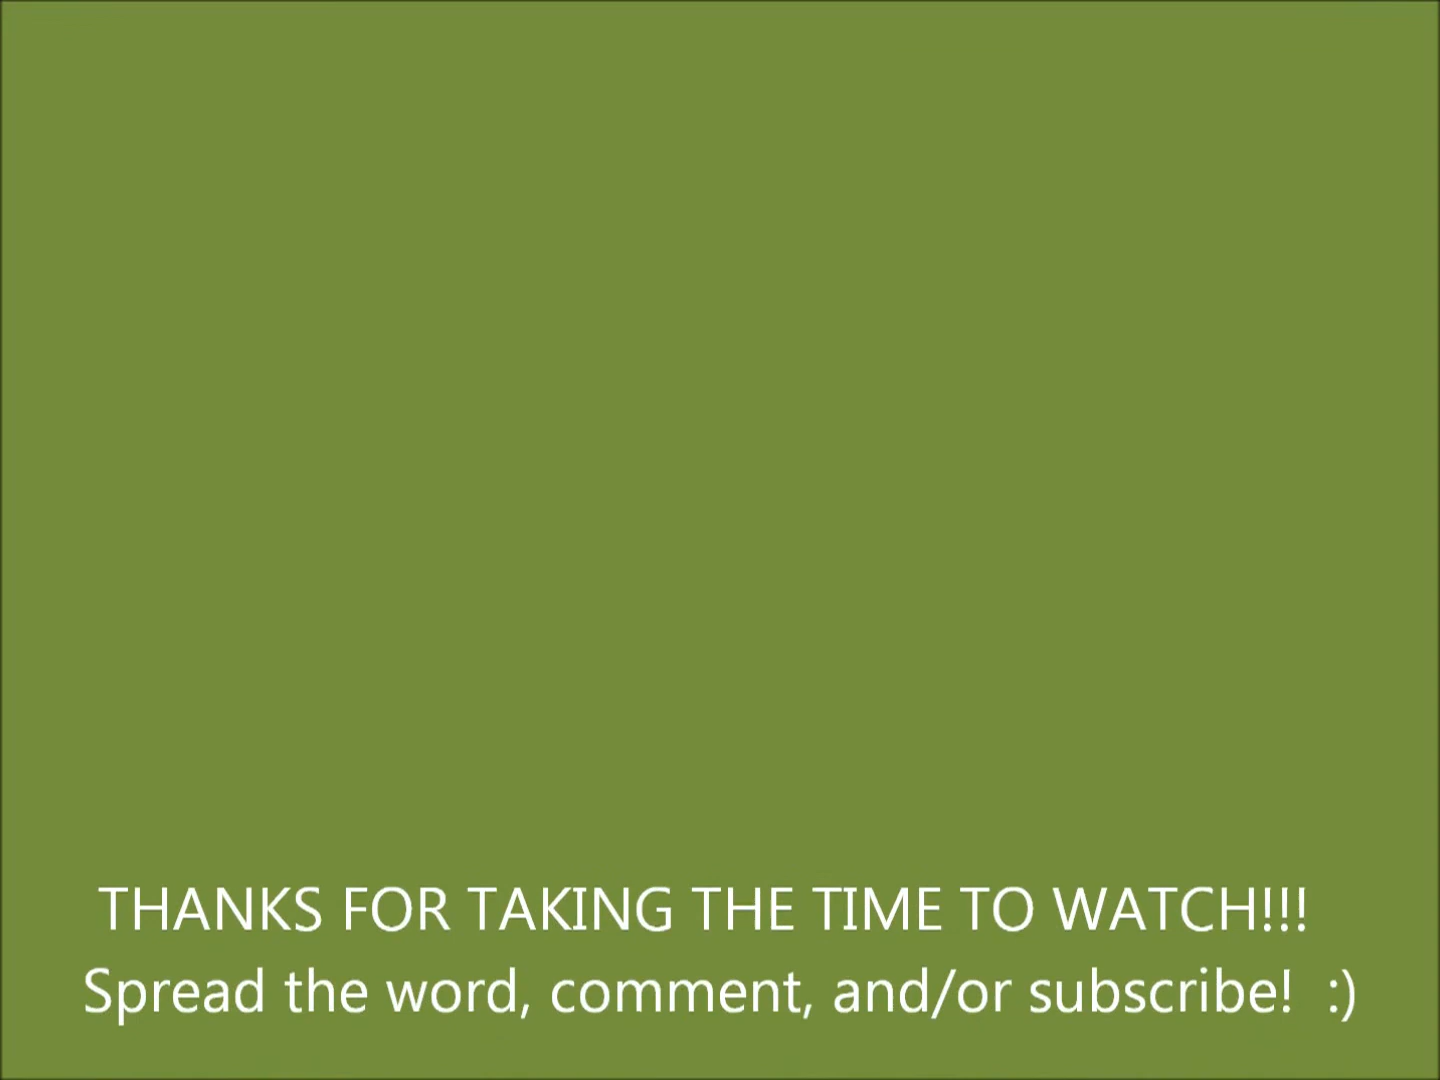 THANKS FOR TAKING THE TIME TO WATCH!!!
Spread the word, comment, and/or subscribe!  :)